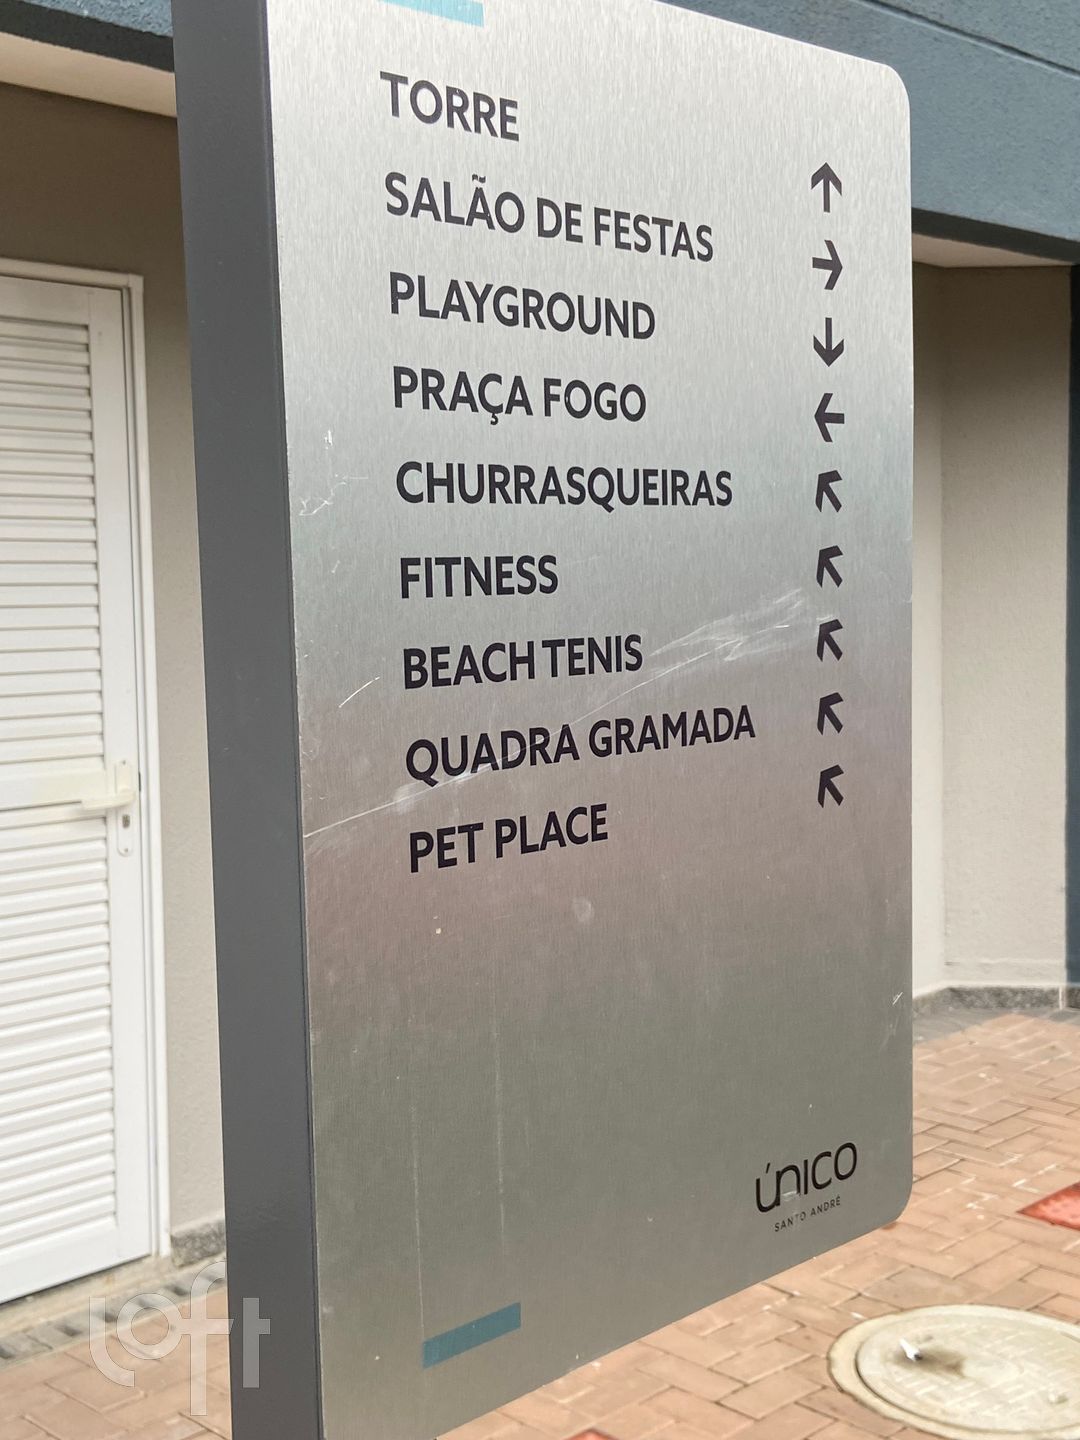 TORRE ↑
SALÃO DE FESTAS →
PLAYGROUND ↓
PRAÇA FOGO ←
CHURRASQUEIRAS ↖
FITNESS ↖
BEACH TENIS ↖
QUADRA GRAMADA ↖
PET PLACE ↖
ÚNICO
SANTO ANDRÉ
loft